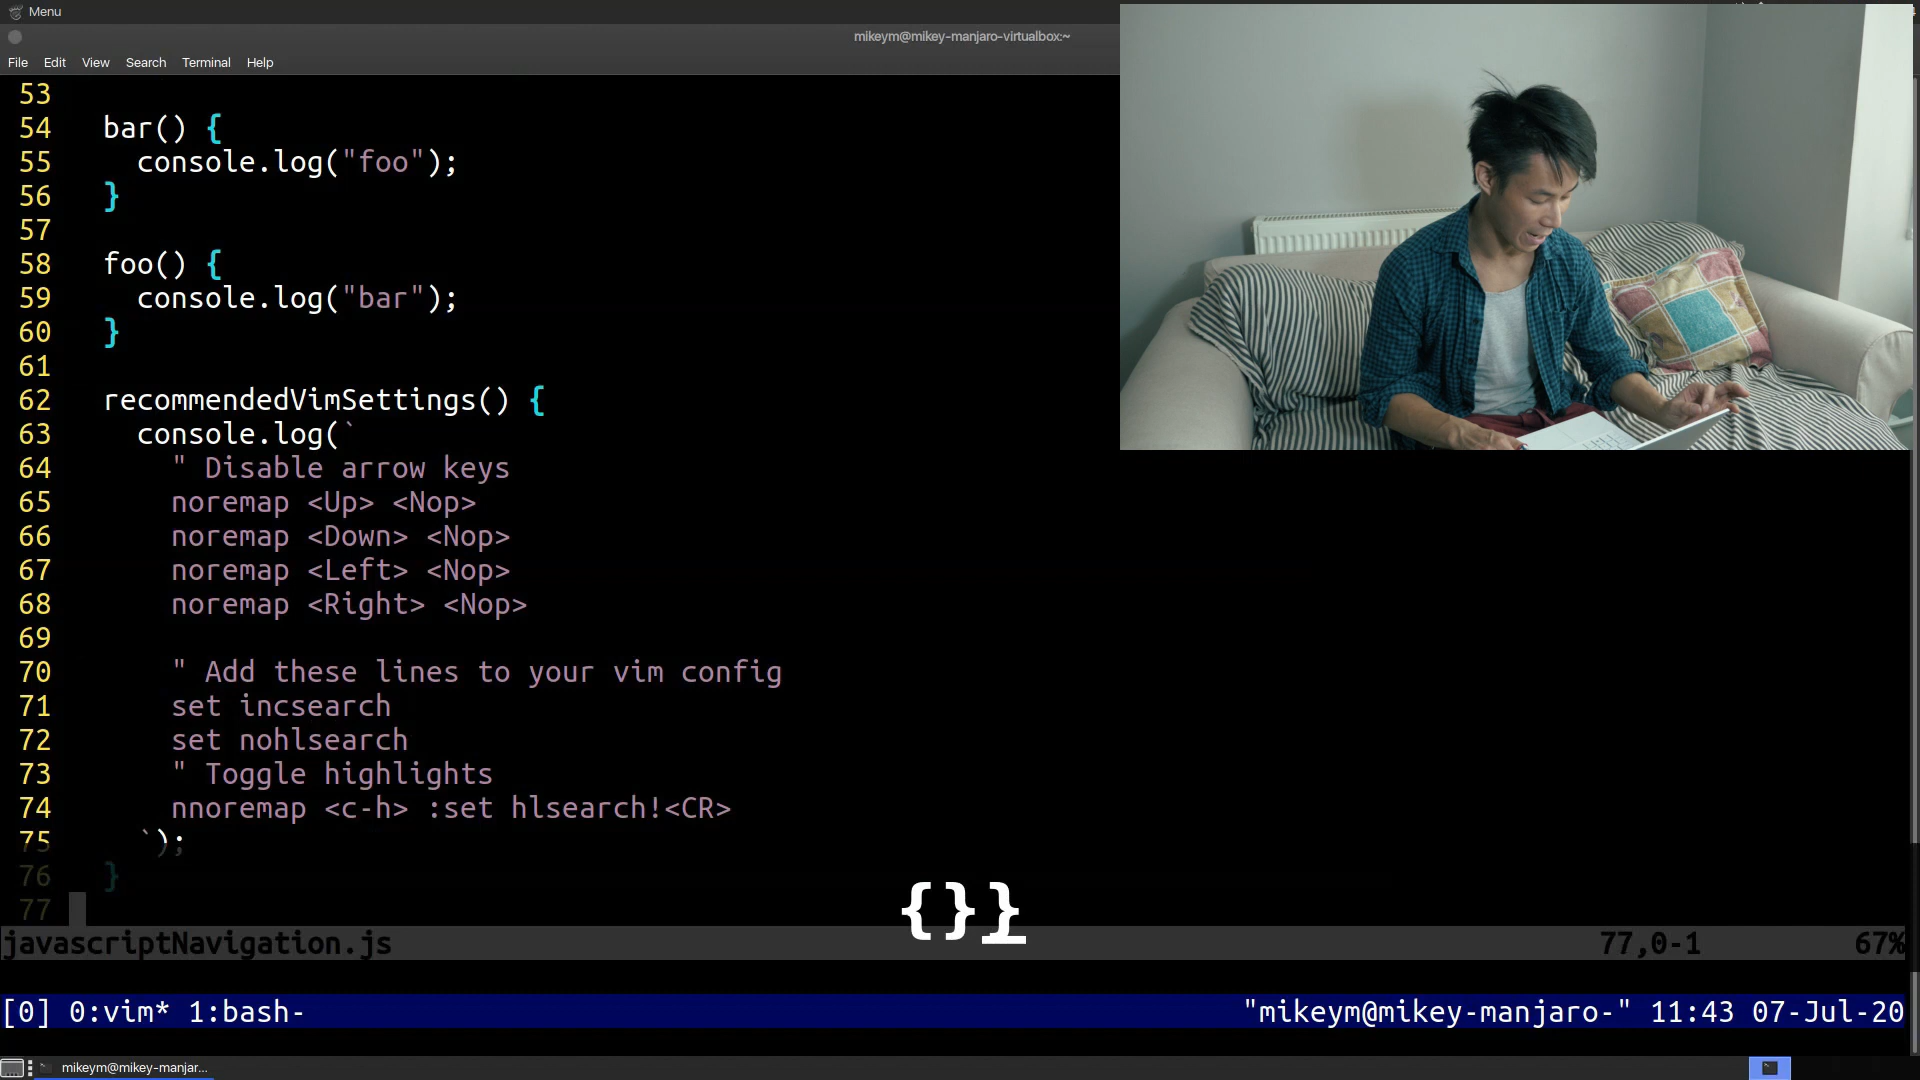 Menu
mikeym@mikey-manjaro-virtualbox:~
File Edit View Search Terminal Help
53
54 bar() {
55 console.log("foo");
56 }
57
58 foo() {
59 console.log("bar");
60 }
61
62 recommendedVimSettings() {
63 console.log(`
64 " Disable arrow keys
65 noremap <Up> <Nop>
66 noremap <Down> <Nop>
67 noremap <Left> <Nop>
68 noremap <Right> <Nop>
69
70 " Add these lines to your vim config
71 set incsearch
72 set nohlsearch
73 " Toggle highlights
74 nnoremap <c-h> :set hlsearch!<CR>
75 `);
76 }
77
{}}
javascriptNavigation.js 77,0-1 67%
[0] 0:vim* 1:bash- "mikeym@mikey-manjaro-" 11:43 07-Jul-20
mikeym@mikey-manjar...